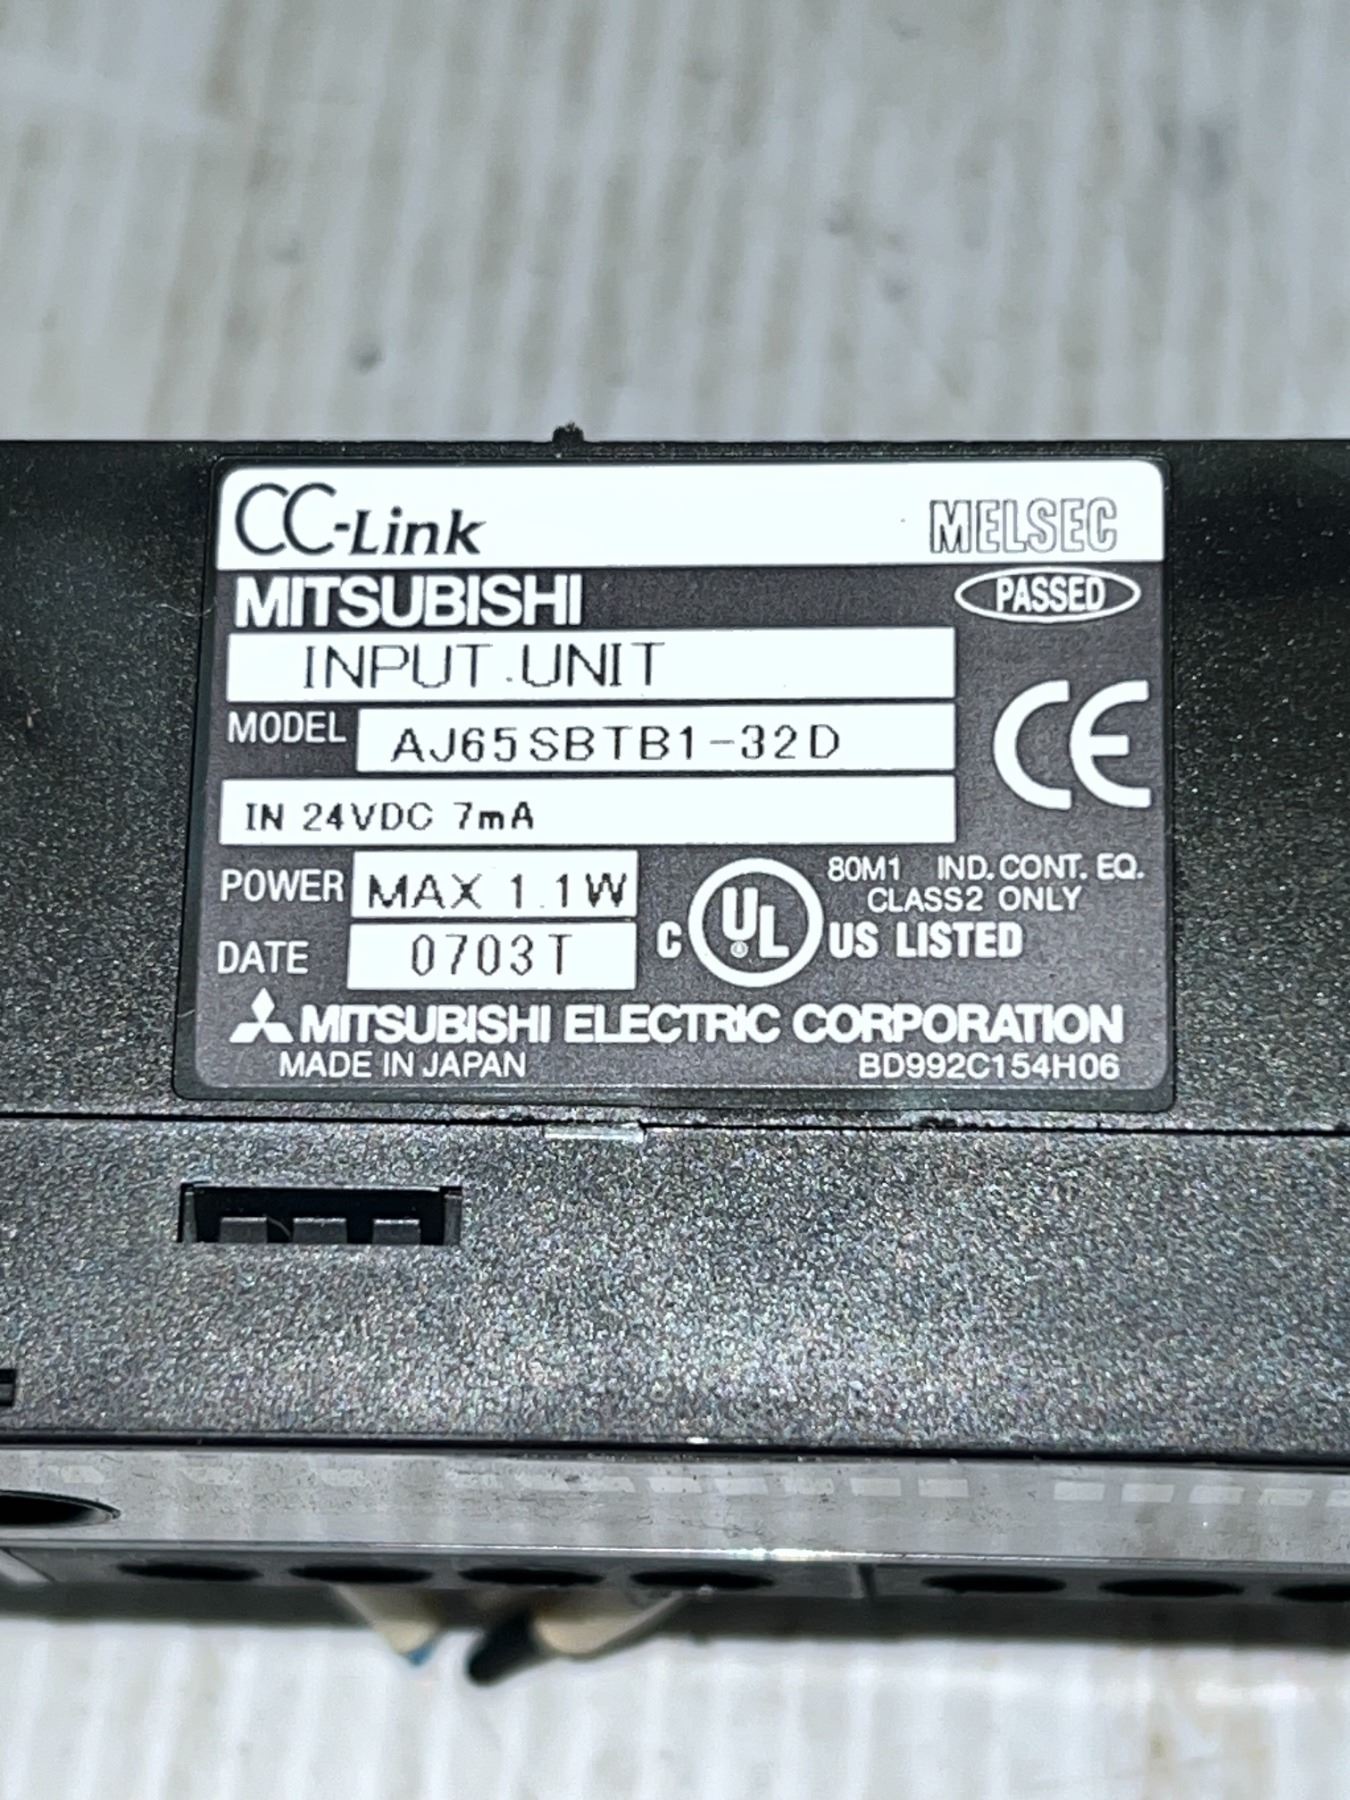 CC-Link MELSEC
MITSUBISHI PASSED
INPUT UNIT
MODEL AJ65SBTB1-32D
CE
IN 24VDC 7mA
POWER MAX 1.1W
80M1 IND. CONT. EQ.
CLASS2 ONLY
C UL US LISTED
DATE 0703T
MITSUBISHI ELECTRIC CORPORATION
MADE IN JAPAN BD992C154H06